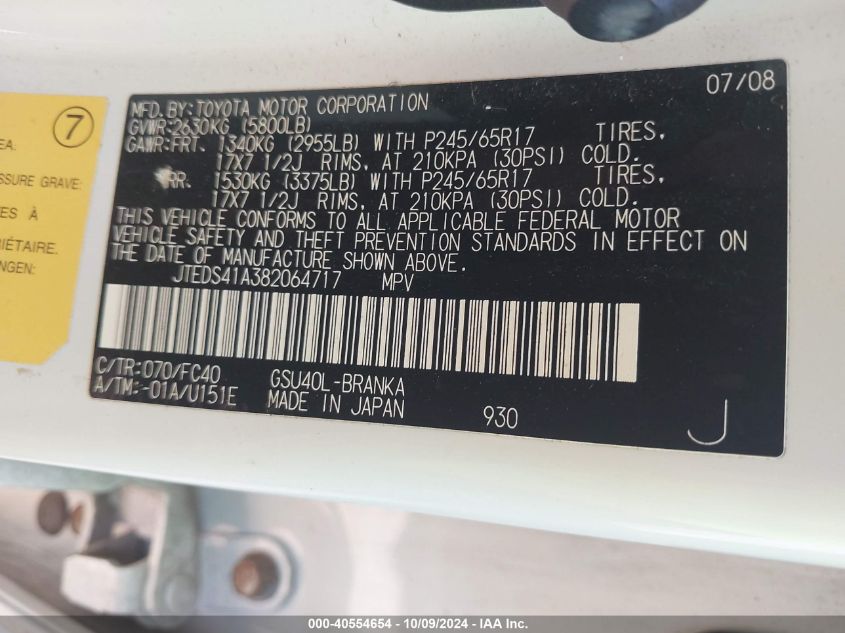 07/08
MFD. BY: TOYOTA MOTOR CORPORATION
GVWR: 2630KG (5800LB)
GAWR: FRT. 1340KG (2955LB) WITH P245/65R17 TIRES,
17X7 1/2J RIMS, AT 210KPA (30PSI) COLD.
RR. 1530KG (3375LB) WITH P245/65R17 TIRES,
17X7 1/2J RIMS, AT 210KPA (30PSI) COLD.
THIS VEHICLE CONFORMS TO ALL APPLICABLE FEDERAL MOTOR
VEHICLE SAFETY AND THEFT PREVENTION STANDARDS IN EFFECT ON
THE DATE OF MANUFACTURE SHOWN ABOVE.
JTEDS41A382064717 MPV
C/TR: 070/FC40 GSU40L-BRANKA
A/TM: -01A/U151E MADE IN JAPAN 930
J
7
EA:
SSURE GRAVE:
ES À
RIÉTAIRE.
NGEN:
000-40554654 - 10/09/2024 - IAA Inc.